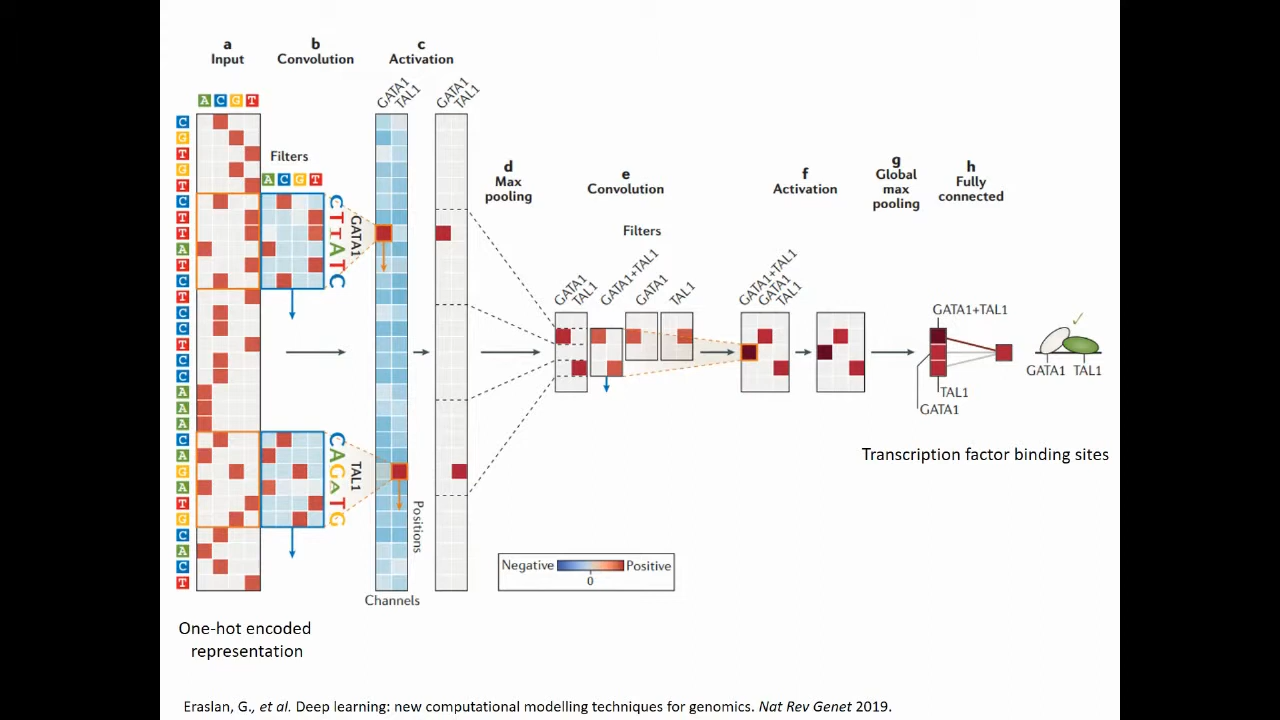 a
Input
b
Convolution
c
Activation
GATA1
TAL1
GATA1
TAL1
A C G T
C
G
T
G
T
C
T
T
A
T
C
T
C
C
T
C
C
A
A
A
C
A
G
A
T
G
C
A
C
T
Filters
A C G T
CTTATC
GATA1
CAGATG
TAL1
Positions
Channels
d
Max
pooling
e
Convolution
Filters
GATA1
TAL1
GATA1+TAL1
GATA1
TAL1
f
Activation
GATA1+TAL1
GATA1
TAL1
g
Global
max
pooling
h
Fully
connected
GATA1+TAL1
TAL1
GATA1
GATA1 TAL1
Transcription factor binding sites
Negative Positive
0
One-hot encoded
representation
Eraslan, G., et al. Deep learning: new computational modelling techniques for genomics. Nat Rev Genet 2019.